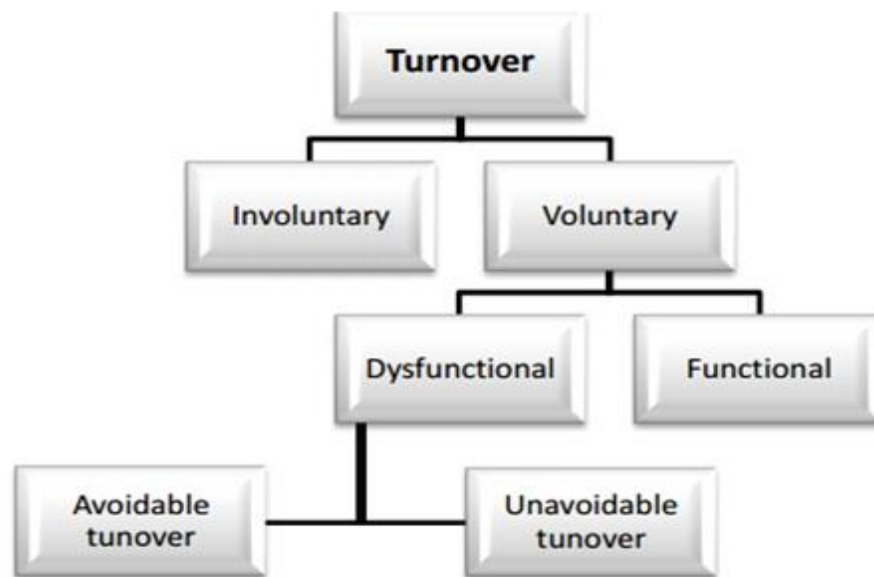 Turnover
Involuntary
Voluntary
Dysfunctional
Functional
Avoidable
tunover
Unavoidable
tunover